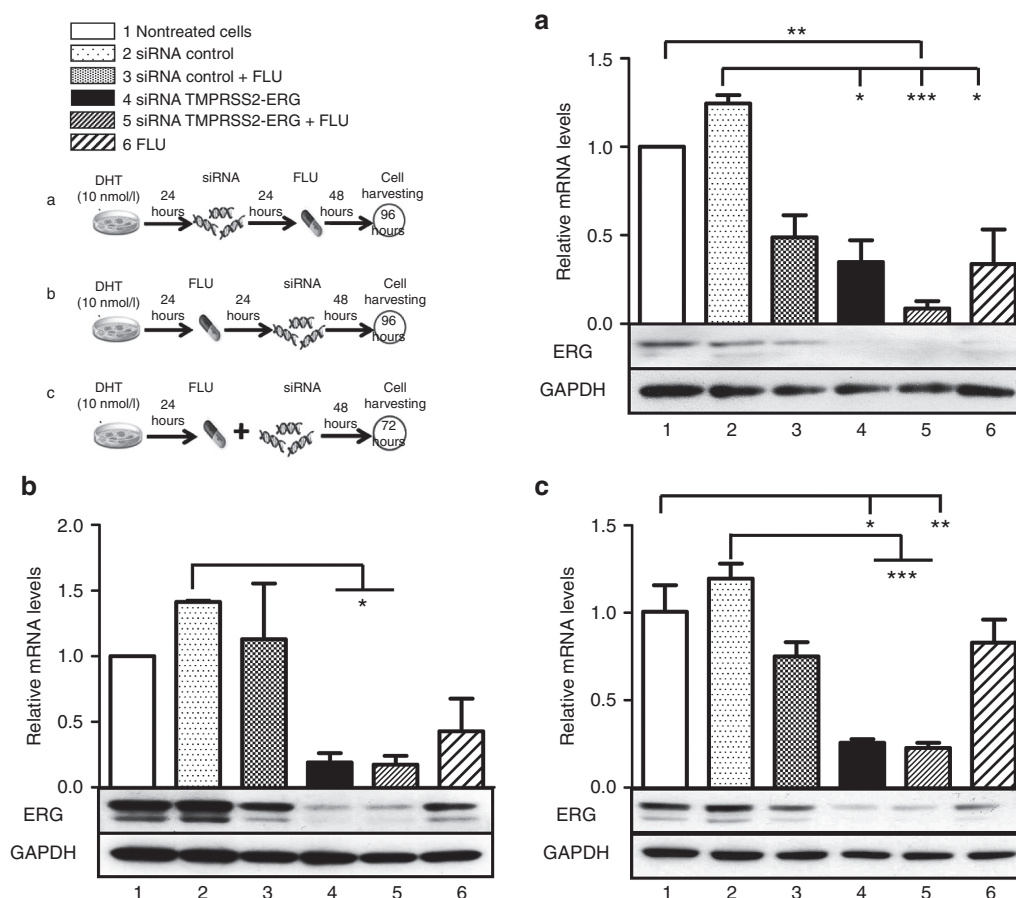 1 Nontreated cells
2 siRNA control
3 siRNA control + FLU
4 siRNA TMPRSS2-ERG
5 siRNA TMPRSS2-ERG + FLU
6 FLU
a
DHT
(10 nmol/l)
24
hours
siRNA
24
hours
FLU
48
hours
Cell
harvesting
96
hours
b
DHT
(10 nmol/l)
24
hours
FLU
24
hours
siRNA
48
hours
Cell
harvesting
96
hours
c
DHT
(10 nmol/l)
24
hours
FLU
+
siRNA
48
hours
Cell
harvesting
72
hours
a
Relative mRNA levels
1.5
1.0
0.5
0.0
**
* *** *
ERG
GAPDH
1 2 3 4 5 6
b
Relative mRNA levels
2.0
1.5
1.0
0.5
0.0
*
ERG
GAPDH
1 2 3 4 5 6
c
Relative mRNA levels
1.5
1.0
0.5
0.0
* **
***
ERG
GAPDH
1 2 3 4 5 6